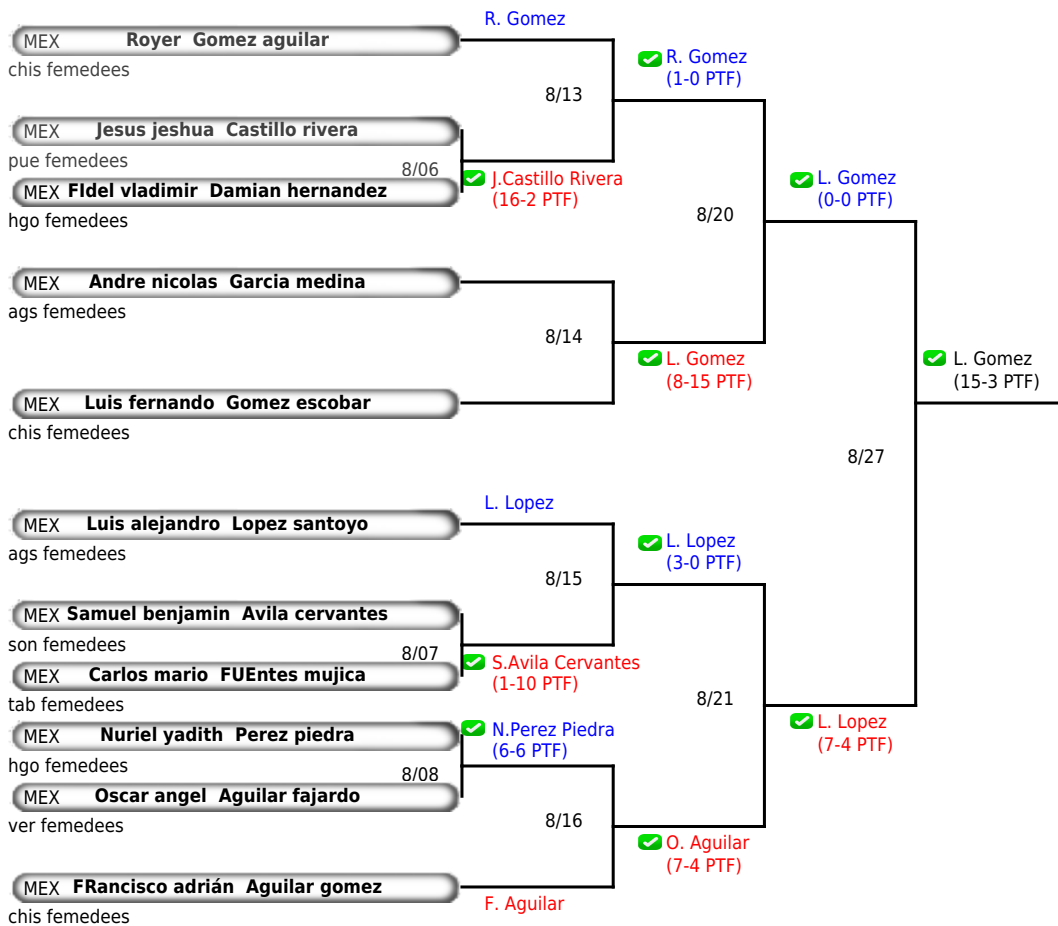 R. Gomez
MEX Royer Gomez aguilar
chis femedees
8/13
R. Gomez
(1-0 PTF)
MEX Jesus jeshua Castillo rivera
pue femedees
8/06
MEX FIdel vladimir Damian hernandez
hgo femedees
J.Castillo Rivera
(16-2 PTF)
8/20
L. Gomez
(0-0 PTF)
MEX Andre nicolas Garcia medina
ags femedees
8/14
L. Gomez
(8-15 PTF)
MEX Luis fernando Gomez escobar
chis femedees
L. Gomez
(15-3 PTF)
8/27
L. Lopez
MEX Luis alejandro Lopez santoyo
ags femedees
8/15
L. Lopez
(3-0 PTF)
MEX Samuel benjamin Avila cervantes
son femedees
8/07
MEX Carlos mario FUEntes mujica
tab femedees
S.Avila Cervantes
(1-10 PTF)
8/21
L. Lopez
(7-4 PTF)
MEX Nuriel yadith Perez piedra
hgo femedees
N.Perez Piedra
(6-6 PTF)
8/08
MEX Oscar angel Aguilar fajardo
ver femedees
8/16
O. Aguilar
(7-4 PTF)
MEX FRancisco adrián Aguilar gomez
chis femedees
F. Aguilar